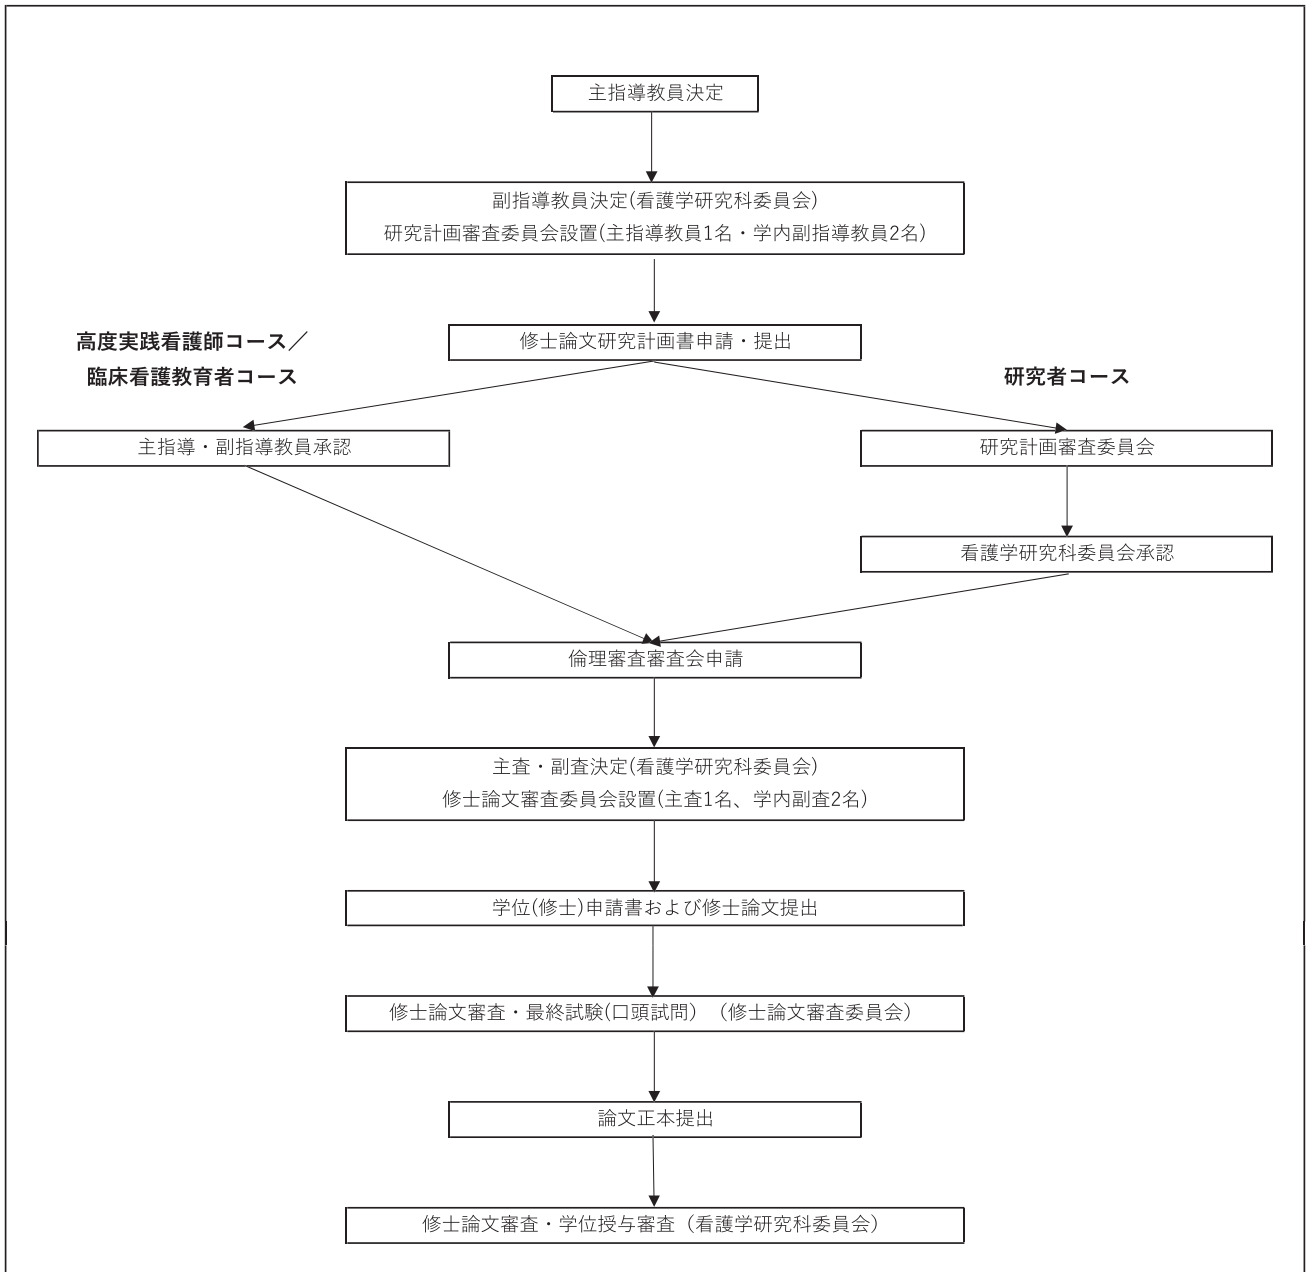 主指導教員決定
副指導教員決定(看護学研究科委員会)
研究計画審査委員会設置(主指導教員1名・学内副指導教員2名)
修士論文研究計画書申請・提出
高度実践看護師コース／
臨床看護教育者コース
研究者コース
主指導・副指導教員承認
研究計画審査委員会
看護学研究科委員会承認
倫理審査審査会申請
主査・副査決定(看護学研究科委員会)
修士論文審査委員会設置(主査1名、学内副査2名)
学位(修士)申請書および修士論文提出
修士論文審査・最終試験(口頭試問）（修士論文審査委員会）
論文正本提出
修士論文審査・学位授与審査（看護学研究科委員会）